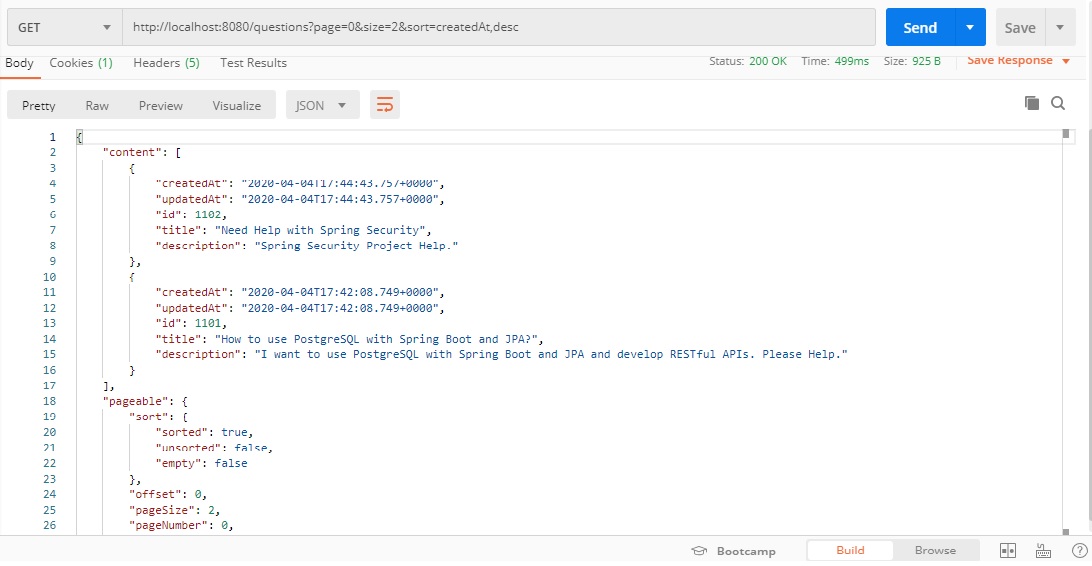 GET http://localhost:8080/questions?page=0&size=2&sort=createdAt,desc Send Save
Body Cookies (1) Headers (5) Test Results Status: 200 OK Time: 499ms Size: 925 B Save Response
Pretty Raw Preview Visualize JSON
1 {
2 "content": [
3 {
4 "createdAt": "2020-04-04T17:44:43.757+0000",
5 "updatedAt": "2020-04-04T17:44:43.757+0000",
6 "id": 1102,
7 "title": "Need Help with Spring Security",
8 "description": "Spring Security Project Help."
9 },
10 {
11 "createdAt": "2020-04-04T17:42:08.749+0000",
12 "updatedAt": "2020-04-04T17:42:08.749+0000",
13 "id": 1101,
14 "title": "How to use PostgreSQL with Spring Boot and JPA?",
15 "description": "I want to use PostgreSQL with Spring Boot and JPA and develop RESTful APIs. Please Help."
16 }
17 ],
18 "pageable": {
19 "sort": {
20 "sorted": true,
21 "unsorted": false,
22 "empty": false
23 },
24 "offset": 0,
25 "pageSize": 2,
26 "pageNumber": 0,
Bootcamp Build Browse ?